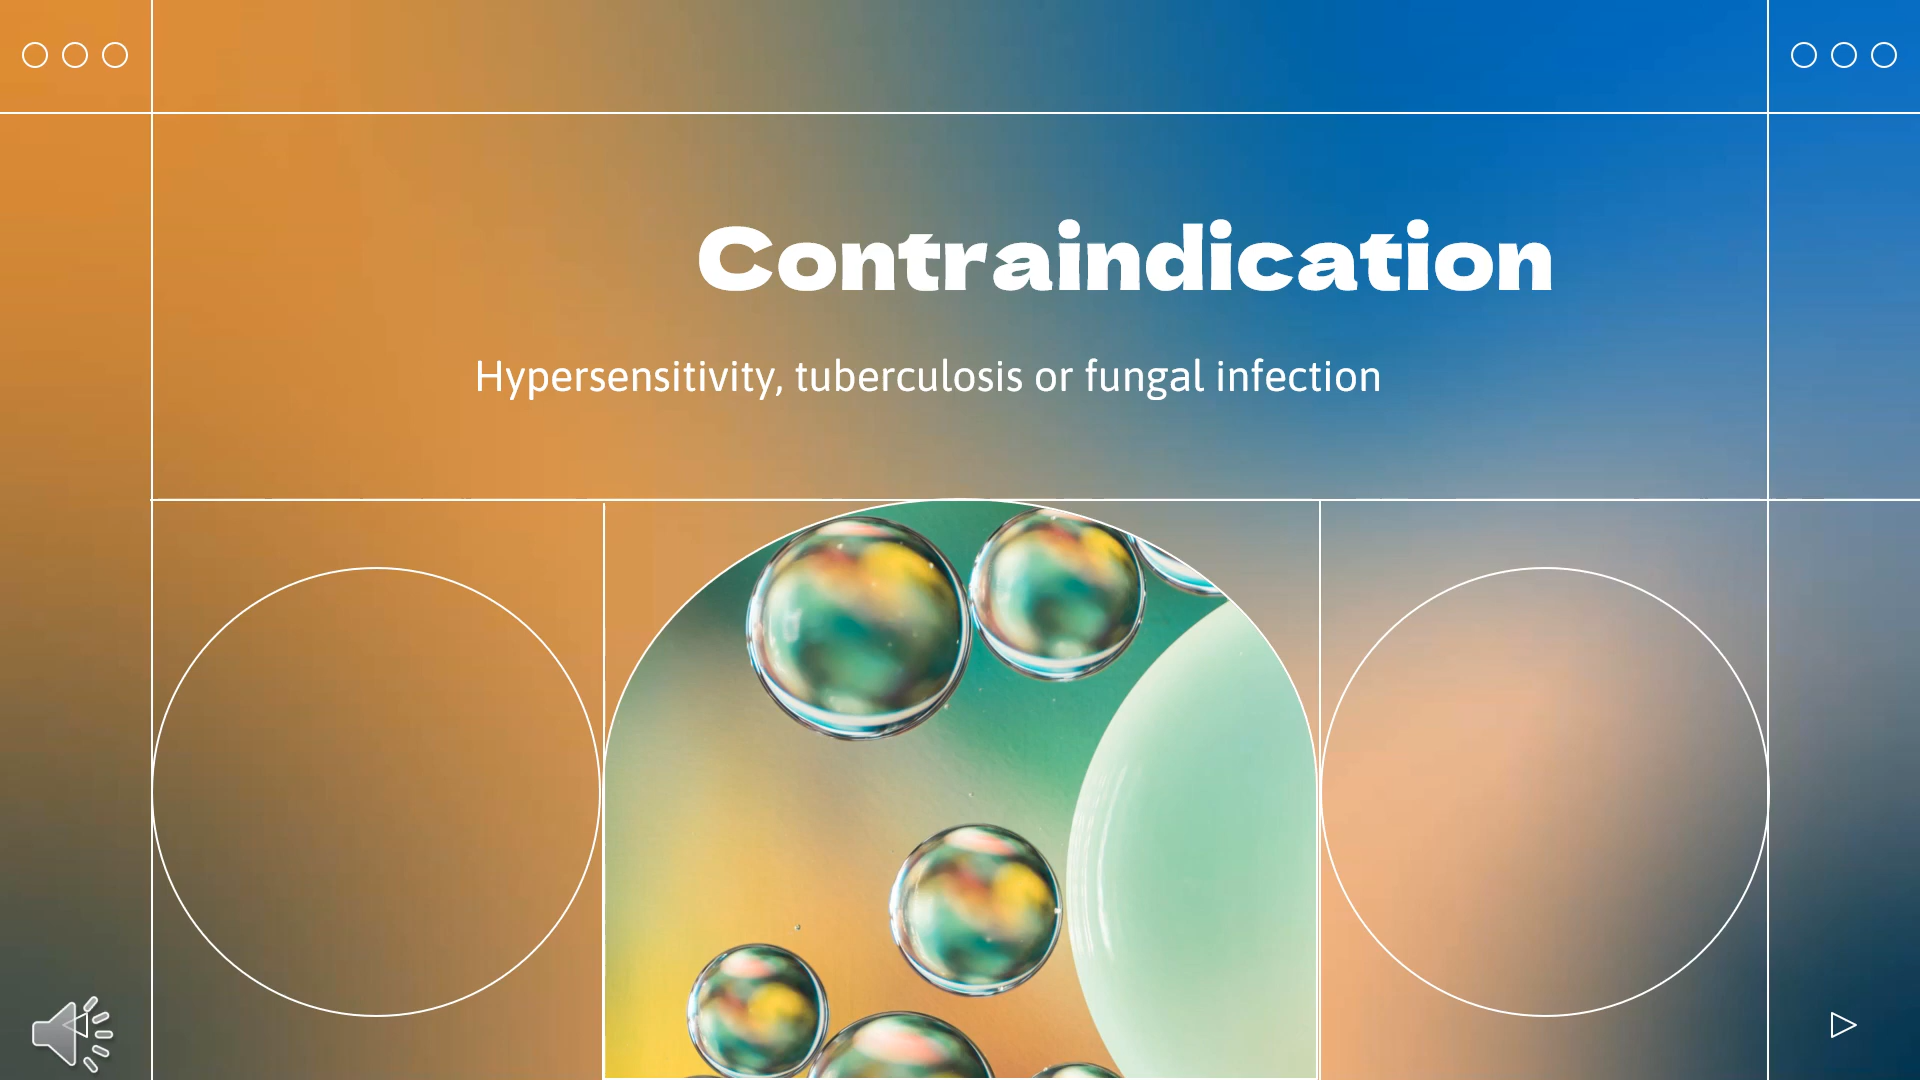 Contraindication
Hypersensitivity, tuberculosis or fungal infection